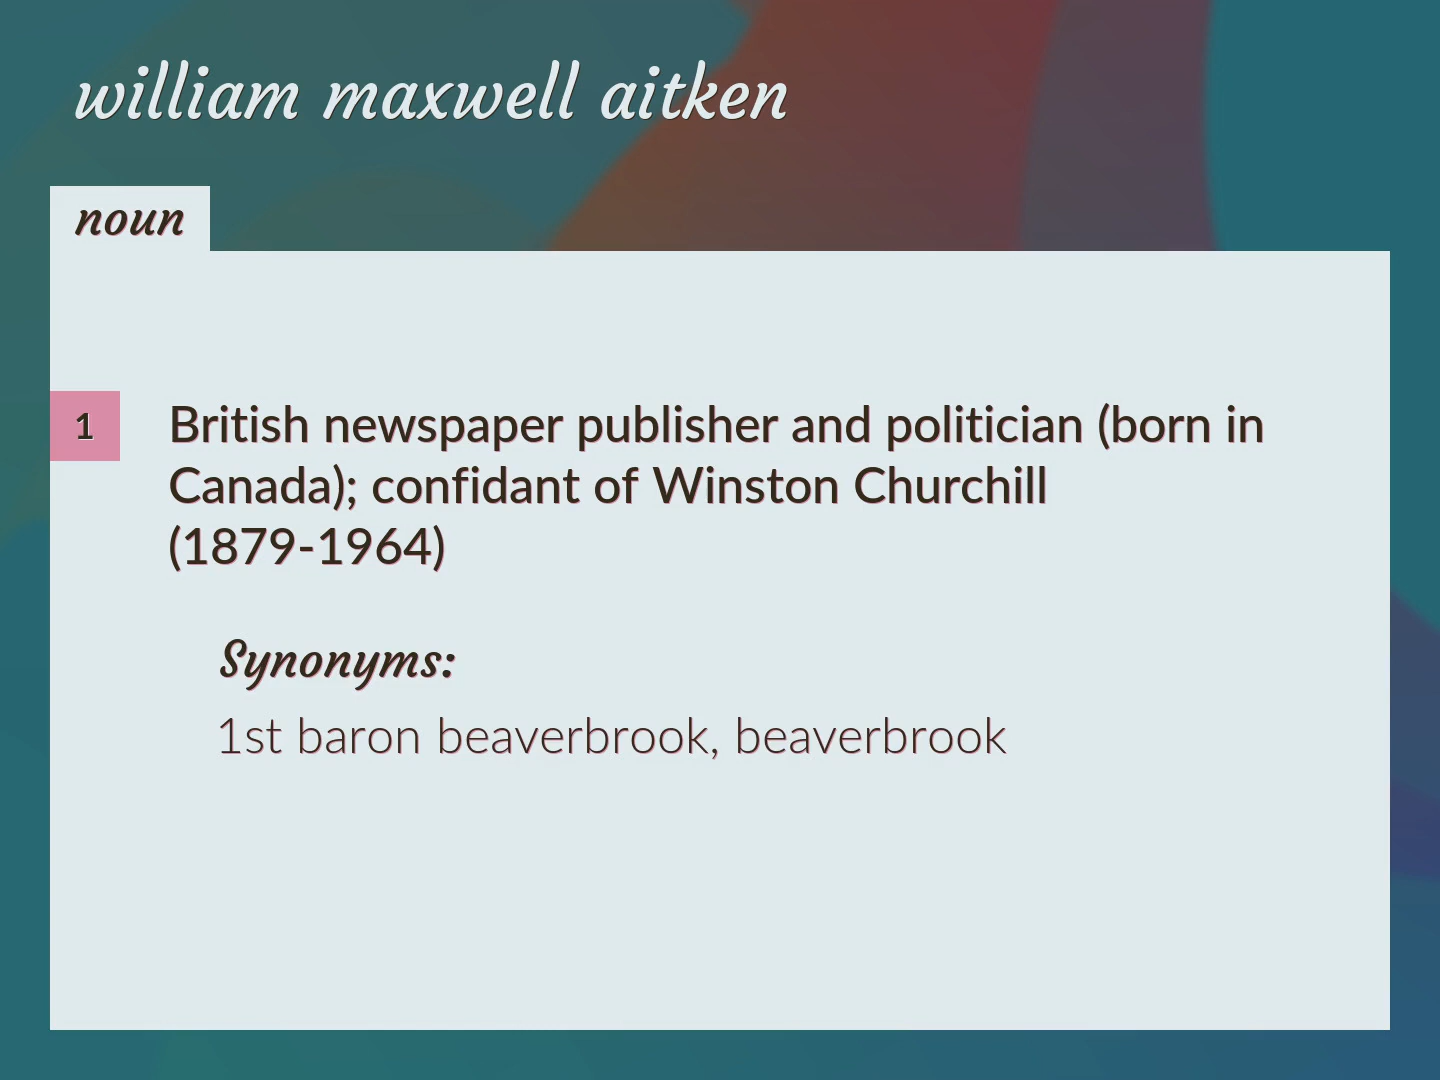 william maxwell aitken
noun
1
British newspaper publisher and politician (born in
Canada); confidant of Winston Churchill
(1879-1964)
Synonyms:
1st baron beaverbrook, beaverbrook